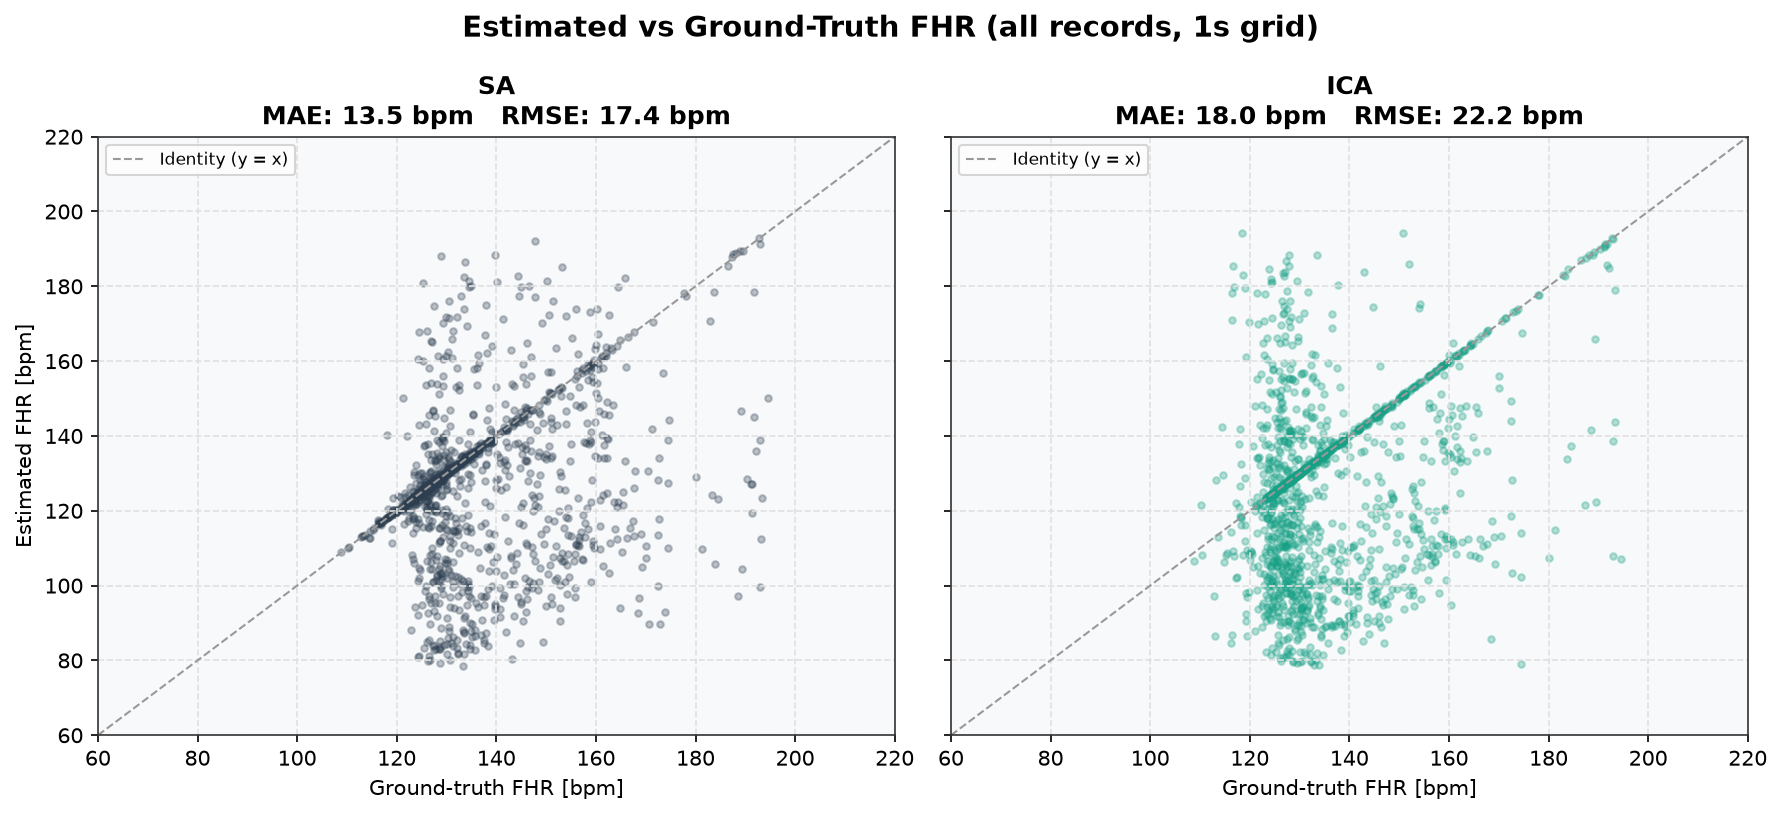 Estimated vs Ground-Truth FHR (all records, 1s grid)
SA
MAE: 13.5 bpm RMSE: 17.4 bpm
220
200
180
160
140
120
100
80
60
Estimated FHR [bpm]
Identity (y = x)
60 80 100 120 140 160 180 200 220
Ground-truth FHR [bpm]
ICA
MAE: 18.0 bpm RMSE: 22.2 bpm
Identity (y = x)
60 80 100 120 140 160 180 200 220
Ground-truth FHR [bpm]